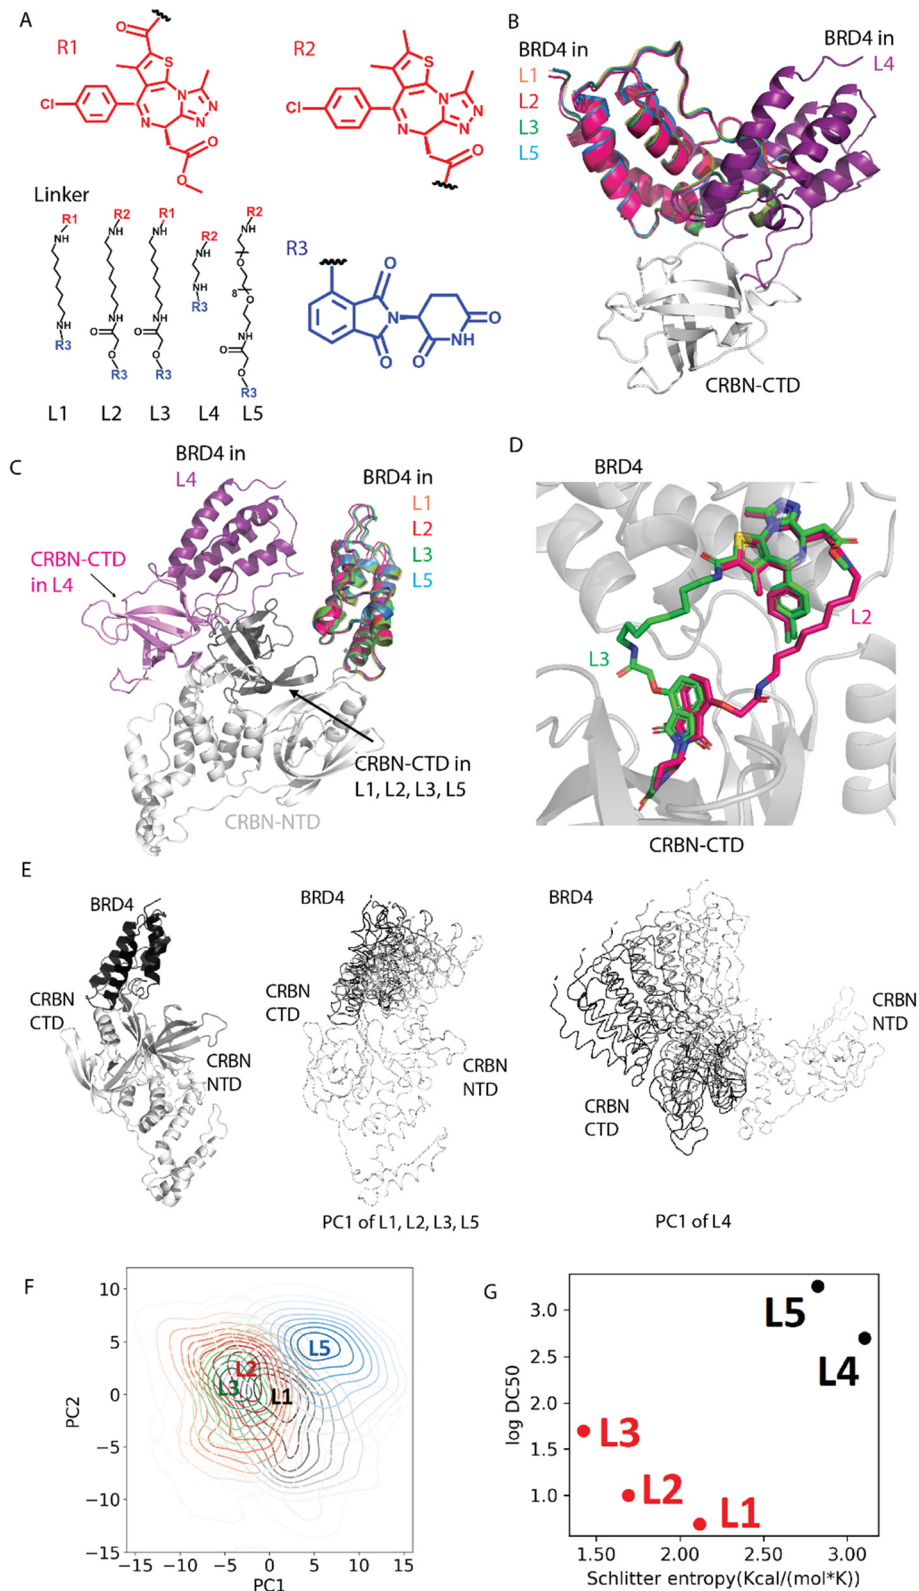 A
R1
O
S
N
N
N
N
Cl
O
O
R2
S
N
N
N
N
Cl
O
Linker
R1
NH
NH
R3
R2
NH
NH
O
O
R3
R1
NH
NH
O
O
R3
R2
NH
NH
R3
R2
NH
O
8
O
NH
O
O
R3
L1 L2 L3 L4 L5
R3
O
N
O
O
NH
O
B
BRD4 in
L1
L2
L3
L5
BRD4 in
L4
CRBN-CTD
C
BRD4 in
L4
BRD4 in
L1
L2
L3
L5
CRBN-CTD
in L4
CRBN-CTD in
L1, L2, L3, L5
CRBN-NTD
D
BRD4
L2
L3
CRBN-CTD
E
BRD4
CRBN
CTD
CRBN
NTD
BRD4
CRBN
CTD
CRBN
NTD
PC1 of L1, L2, L3, L5
BRD4
CRBN
NTD
CRBN
CTD
PC1 of L4
F
10
5
0
−5
−10
−15
PC2
L5
L2
L3
L1
−15 −10 −5 0 5 10 15
PC1
G
3.0
2.5
2.0
1.5
1.0
log DC50
L5
L4
L3
L2
L1
1.50 2.00 2.50 3.00
Schlitter entropy(Kcal/(mol*K))